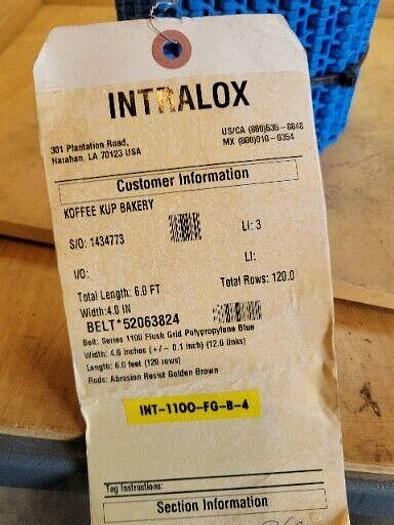 INTRALOX
301 Plantation Road,
Harahan, LA 70123 USA
US/CA (800)535-8848
MX (800)010-0354
Customer Information
KOFFEE KUP BAKERY
S/O: 1434773
LI: 3
I/O:
LI:
Total Length: 6.0 FT
Total Rows: 120.0
Width:4.0 IN
BELT*52063824
Belt: Series 1100 Flush Grid Polypropylene Blue
Width: 4.0 inches (+/- 0.1 inch) (12.0 links)
Length: 6.0 feet (120 rows)
Rods: Abrasion Resist Golden Brown
INT-1100-FG-B-4
Tag Instructions:
Section Information